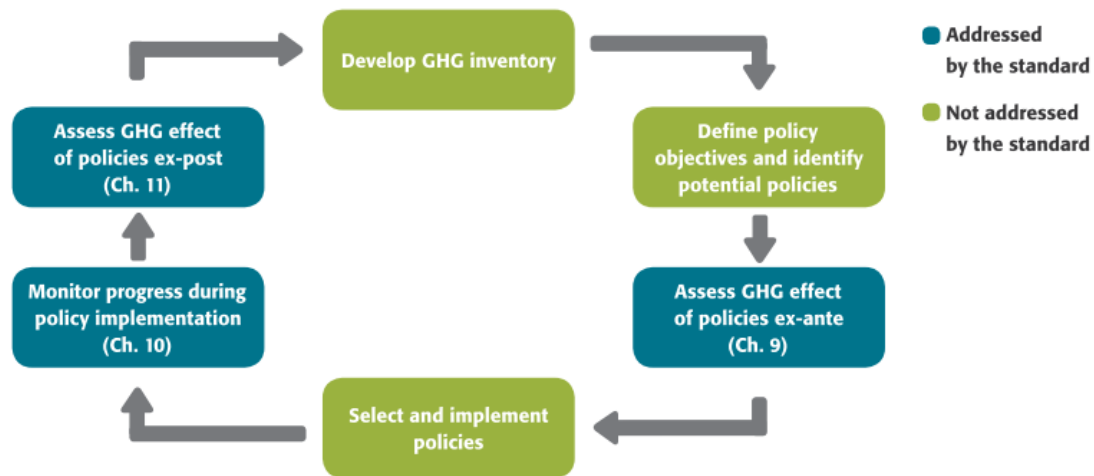 Develop GHG inventory
Define policy
objectives and identify
potential policies
Assess GHG effect
of policies ex-ante
(Ch. 9)
Select and implement
policies
Monitor progress during
policy implementation
(Ch. 10)
Assess GHG effect
of policies ex-post
(Ch. 11)
Addressed
by the standard
Not addressed
by the standard